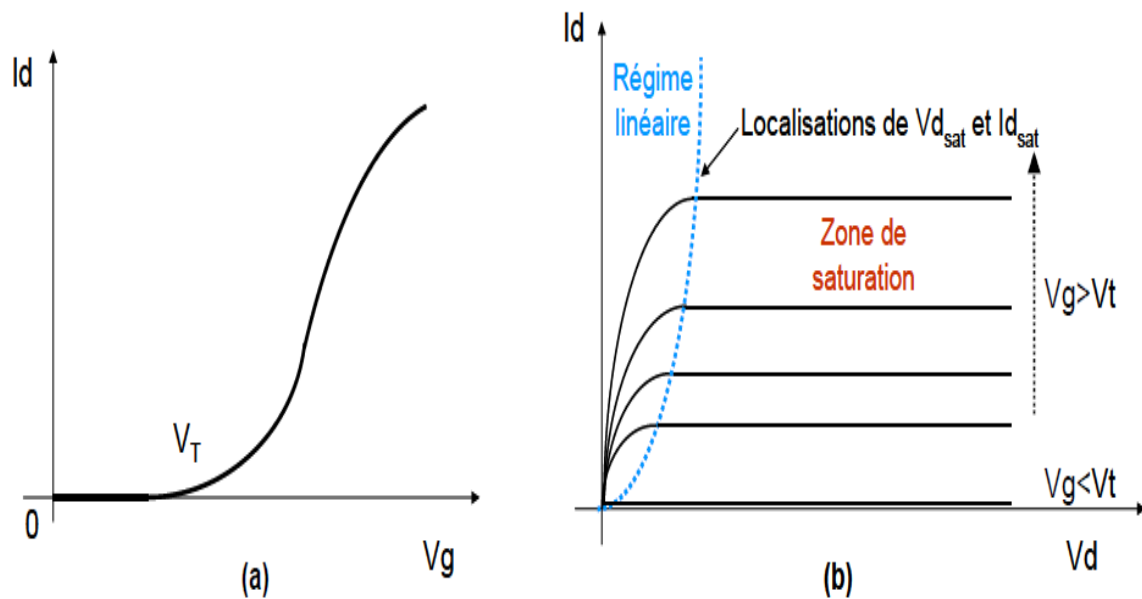 Id
V_T
0
Vg
(a)
Id
Régime
linéaire
Localisations de Vd_sat et Id_sat
Zone de
saturation
Vg>Vt
Vg<Vt
Vd
(b)